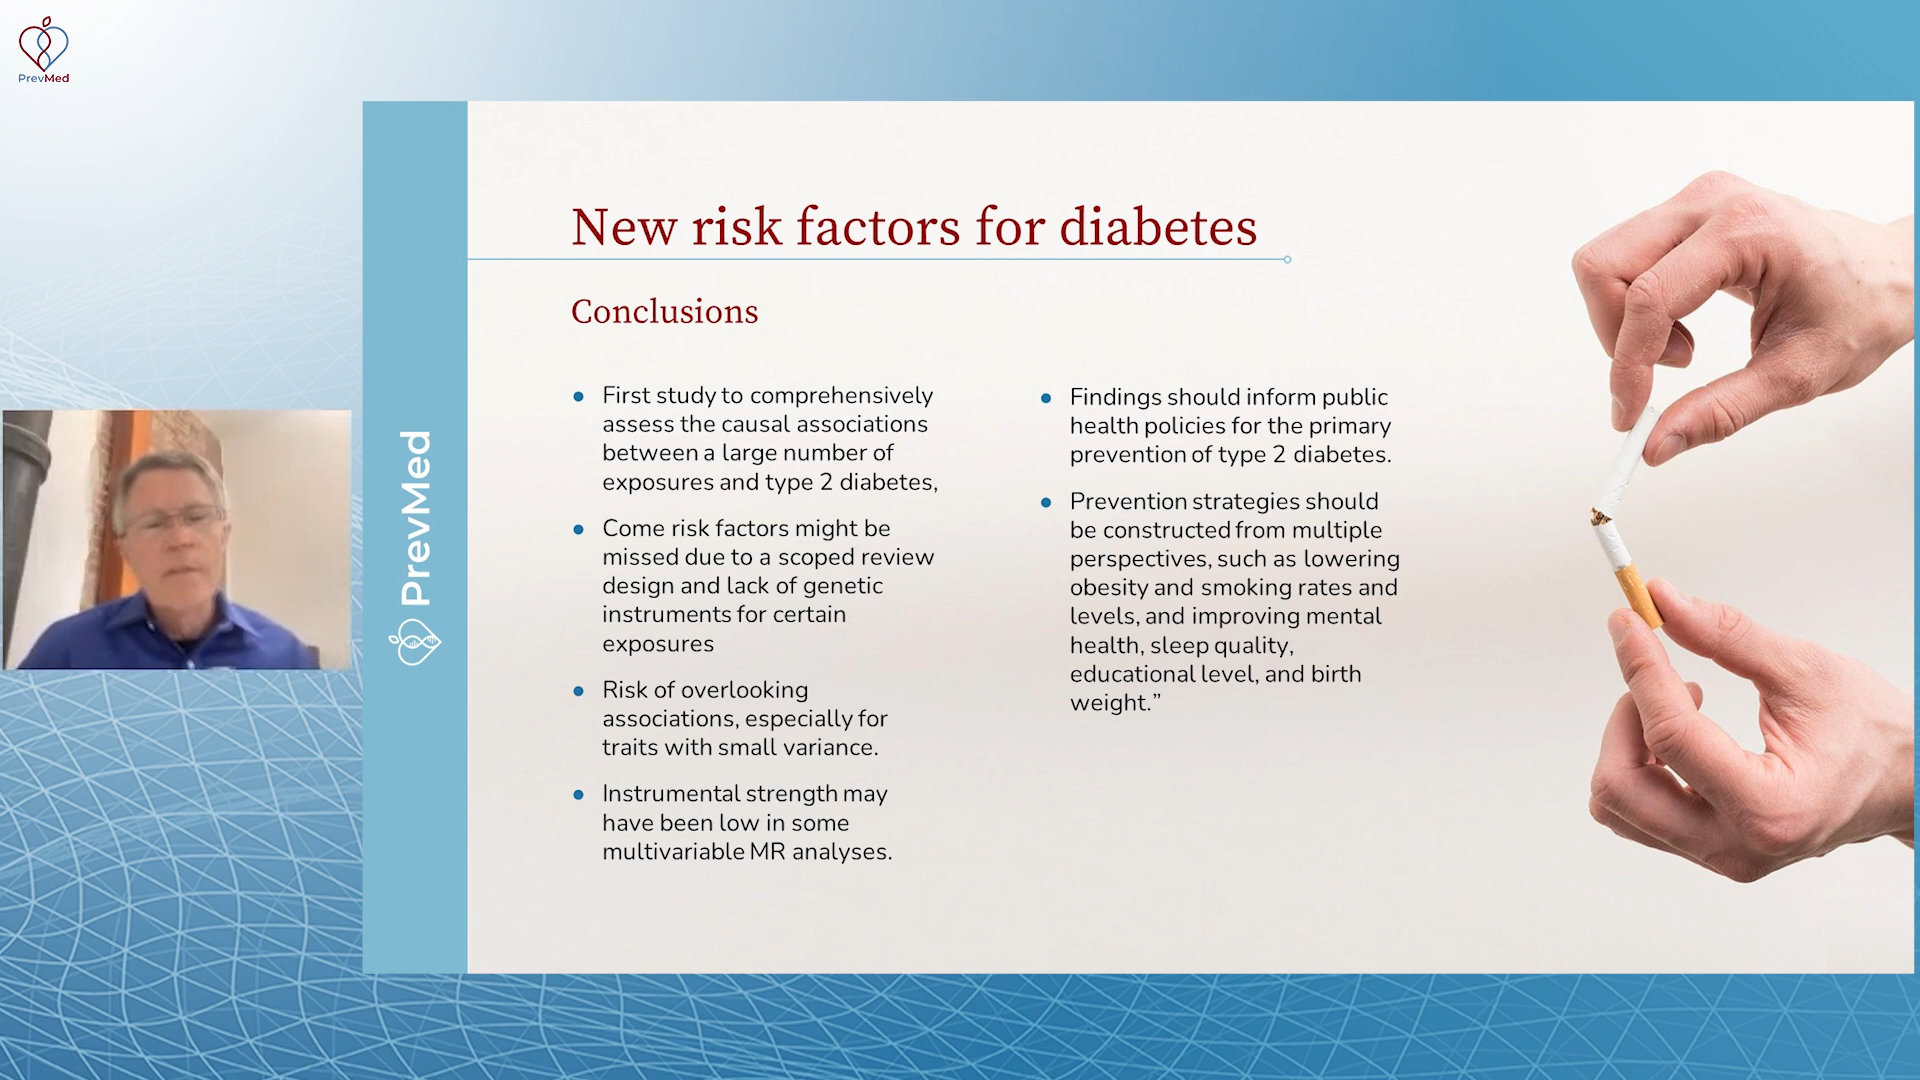 PrevMed
PrevMed
New risk factors for diabetes
Conclusions
● First study to comprehensively
assess the causal associations
between a large number of
exposures and type 2 diabetes,
● Come risk factors might be
missed due to a scoped review
design and lack of genetic
instruments for certain
exposures
● Risk of overlooking
associations, especially for
traits with small variance.
● Instrumental strength may
have been low in some
multivariable MR analyses.
● Findings should inform public
health policies for the primary
prevention of type 2 diabetes.
● Prevention strategies should
be constructed from multiple
perspectives, such as lowering
obesity and smoking rates and
levels, and improving mental
health, sleep quality,
educational level, and birth
weight.”